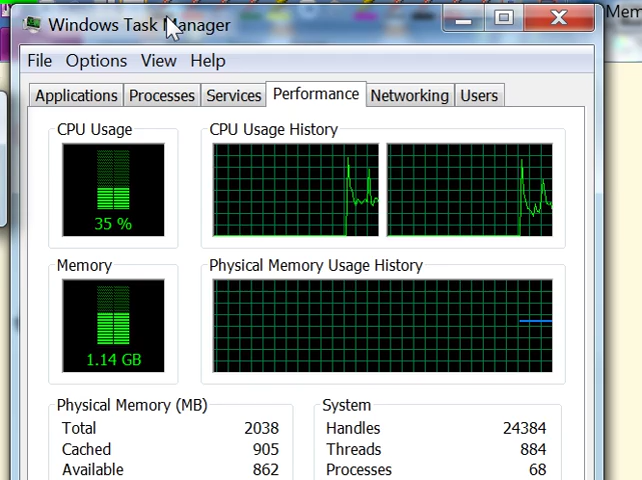 Mem
Windows Task Manager
File Options View Help
Applications Processes Services Performance Networking Users
CPU Usage CPU Usage History
35 %
Memory Physical Memory Usage History
1.14 GB
Physical Memory (MB) System
Total 2038 Handles 24384
Cached 905 Threads 884
Available 862 Processes 68